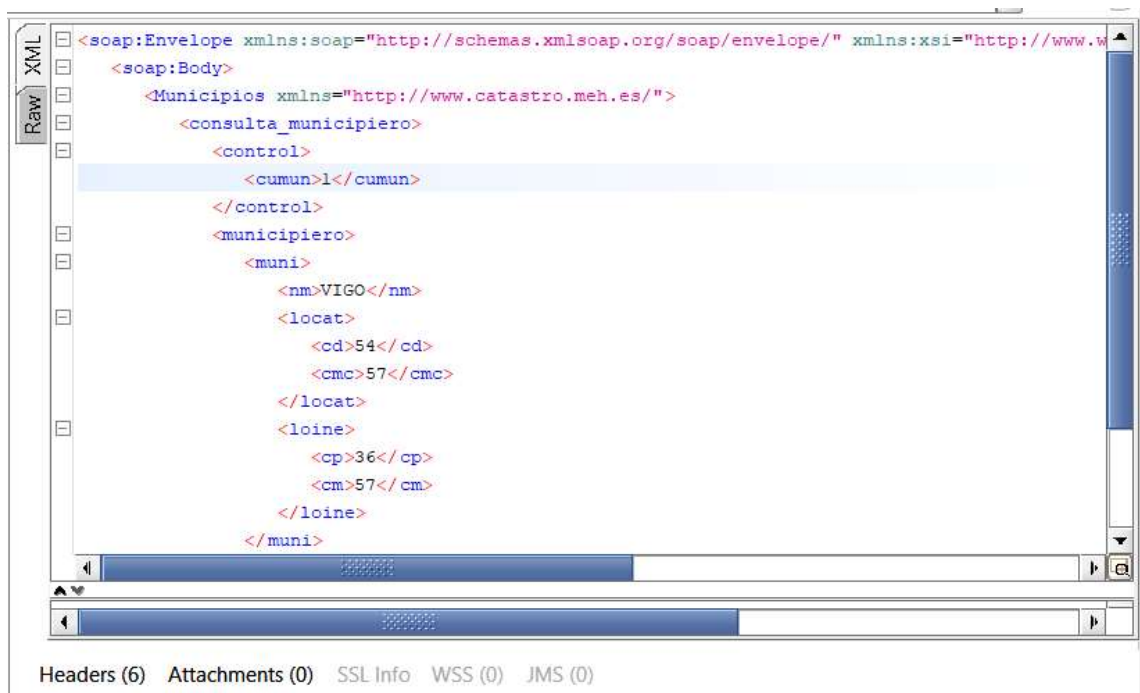 XML
Raw
<soap:Envelope xmlns:soap="http://schemas.xmlsoap.org/soap/envelope/" xmlns:xsi="http://www.w
<soap:Body>
<Municipios xmlns="http://www.catastro.meh.es/">
<consulta_municipiero>
<control>
<cumun>1</cumun>
</control>
<municipiero>
<muni>
<nm>VIGO</nm>
<locat>
<cd>54</cd>
<cmc>57</cmc>
</locat>
<loine>
<cp>36</cp>
<cm>57</cm>
</loine>
</muni>
Headers (6) Attachments (0) SSL Info WSS (0) JMS (0)